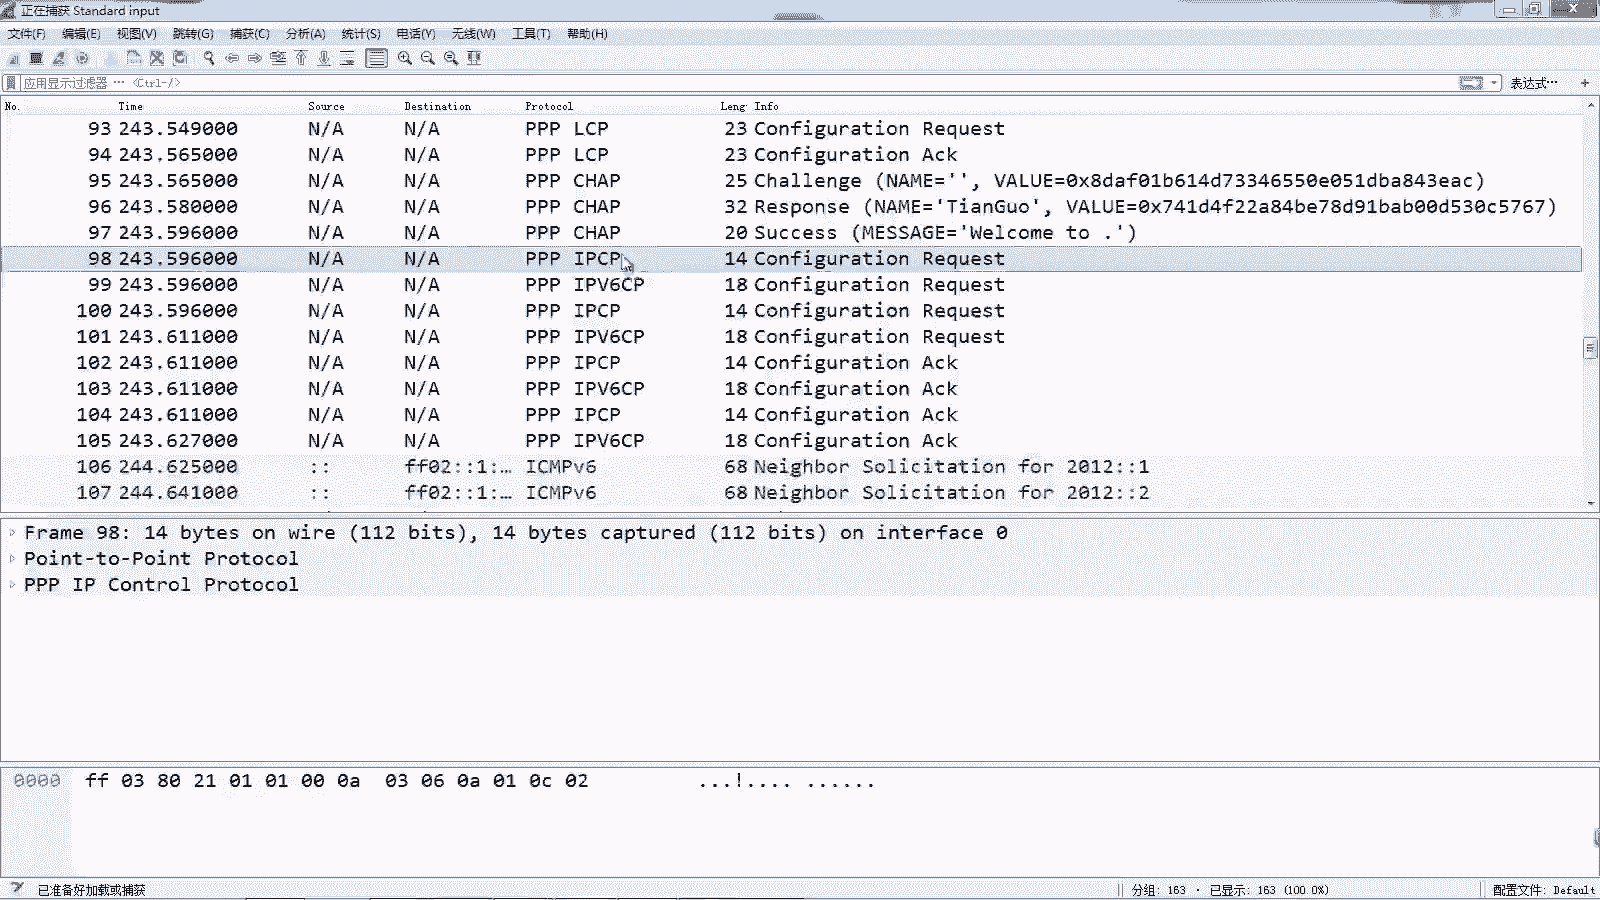 正在捕获 Standard input
文件(F) 编辑(E) 视图(V) 跳转(G) 捕获(C) 分析(A) 统计(S) 电话(Y) 无线(W) 工具(T) 帮助(H)
应用显示过滤器 … <Ctrl-/> 表达式… +
No. Time Source Destination Protocol Leng Info
93 243.549000 N/A N/A PPP LCP 23 Configuration Request
94 243.565000 N/A N/A PPP LCP 23 Configuration Ack
95 243.565000 N/A N/A PPP CHAP 25 Challenge (NAME='', VALUE=0x8daf01b614d73346550e051dba843eac)
96 243.580000 N/A N/A PPP CHAP 32 Response (NAME='TianGuo', VALUE=0x741d4f22a84be78d91bab00d530c5767)
97 243.596000 N/A N/A PPP CHAP 20 Success (MESSAGE='Welcome to .')
98 243.596000 N/A N/A PPP IPCP 14 Configuration Request
99 243.596000 N/A N/A PPP IPV6CP 18 Configuration Request
100 243.596000 N/A N/A PPP IPCP 14 Configuration Request
101 243.611000 N/A N/A PPP IPV6CP 18 Configuration Request
102 243.611000 N/A N/A PPP IPCP 14 Configuration Ack
103 243.611000 N/A N/A PPP IPV6CP 18 Configuration Ack
104 243.611000 N/A N/A PPP IPCP 14 Configuration Ack
105 243.627000 N/A N/A PPP IPV6CP 18 Configuration Ack
106 244.625000 :: ff02::1:… ICMPv6 68 Neighbor Solicitation for 2012::1
107 244.641000 :: ff02::1:… ICMPv6 68 Neighbor Solicitation for 2012::2
Frame 98: 14 bytes on wire (112 bits), 14 bytes captured (112 bits) on interface 0
Point-to-Point Protocol
PPP IP Control Protocol
0000 ff 03 80 21 01 01 00 0a 03 06 0a 01 0c 02 ...!.... ......
已准备好加载或捕获 分组: 163 · 已显示: 163 (100.0%) 配置文件: Default